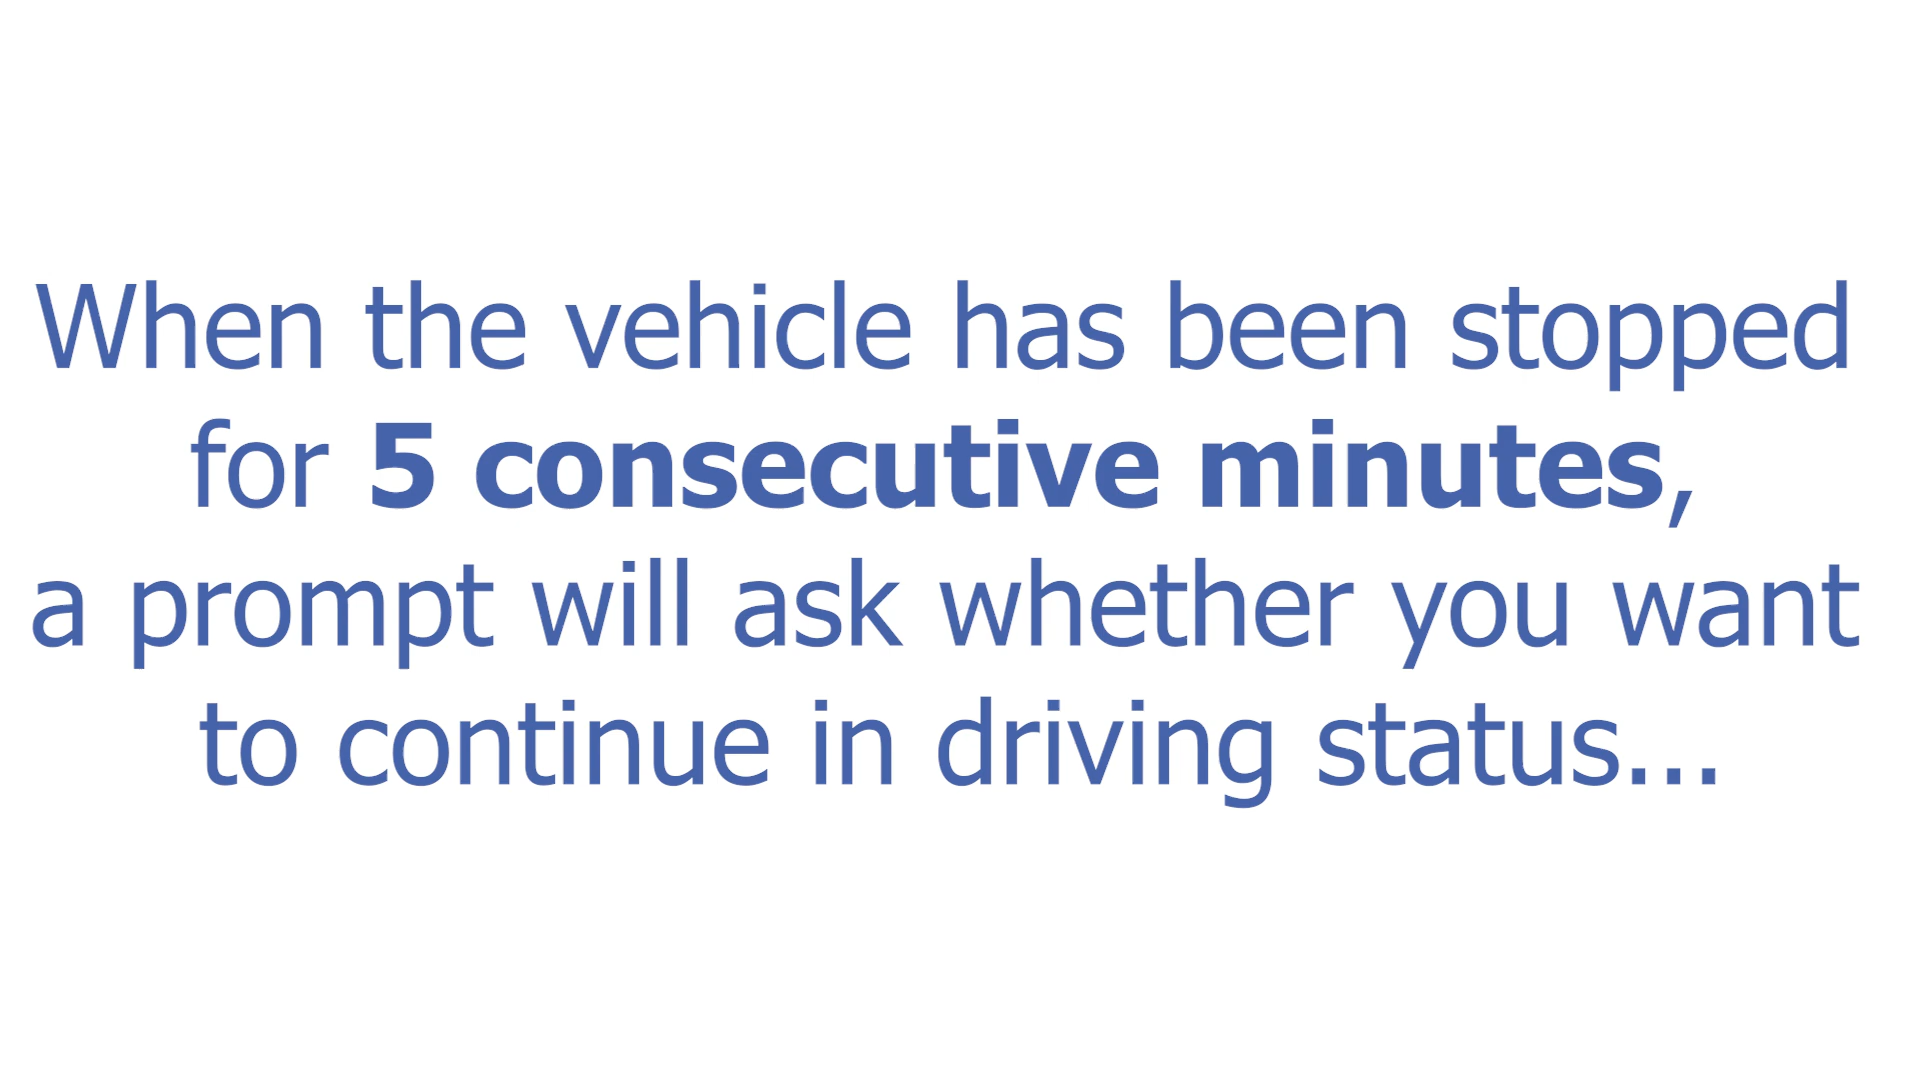 When the vehicle has been stopped
for 5 consecutive minutes,
a prompt will ask whether you want
to continue in driving status...